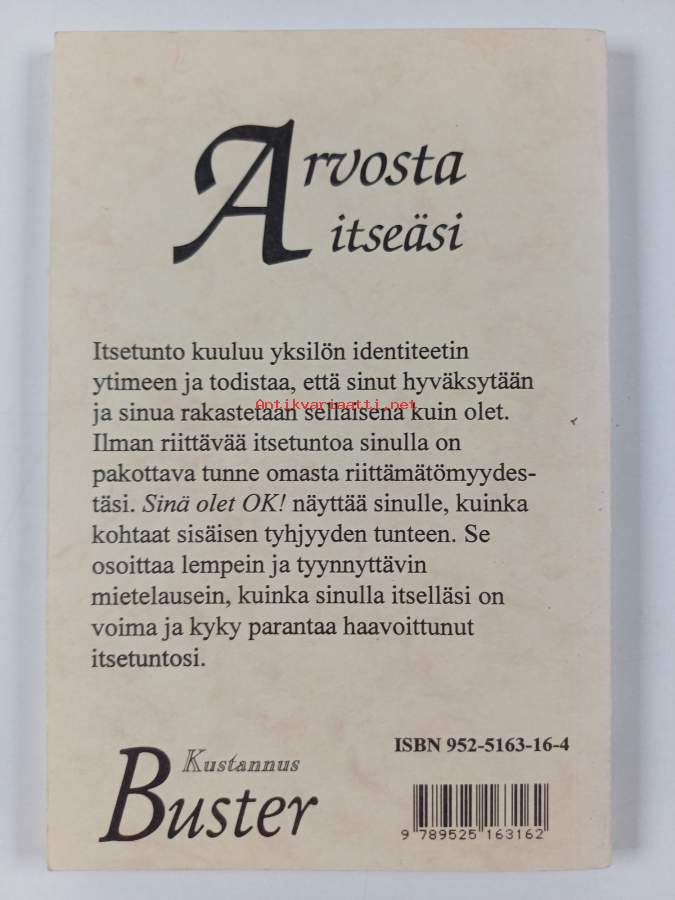 Arvosta
itseäsi
Itsetunto kuuluu yksilön identiteetin
ytimeen ja todistaa, että sinut hyväksytään
ja sinua rakastetaan sellaisena kuin olet.
Antikvariaatti.net
Ilman riittävää itsetuntoa sinulla on
pakottava tunne omasta riittämätömyydes-
täsi. Sinä olet OK! näyttää sinulle, kuinka
kohtaat sisäisen tyhjyyden tunteen. Se
osoittaa lempein ja tyynnyttävin
mietelausein, kuinka sinulla itselläsi on
voima ja kyky parantaa haavoittunut
itsetuntosi.
Kustannus
Buster
ISBN 952-5163-16-4
9 789525 163162